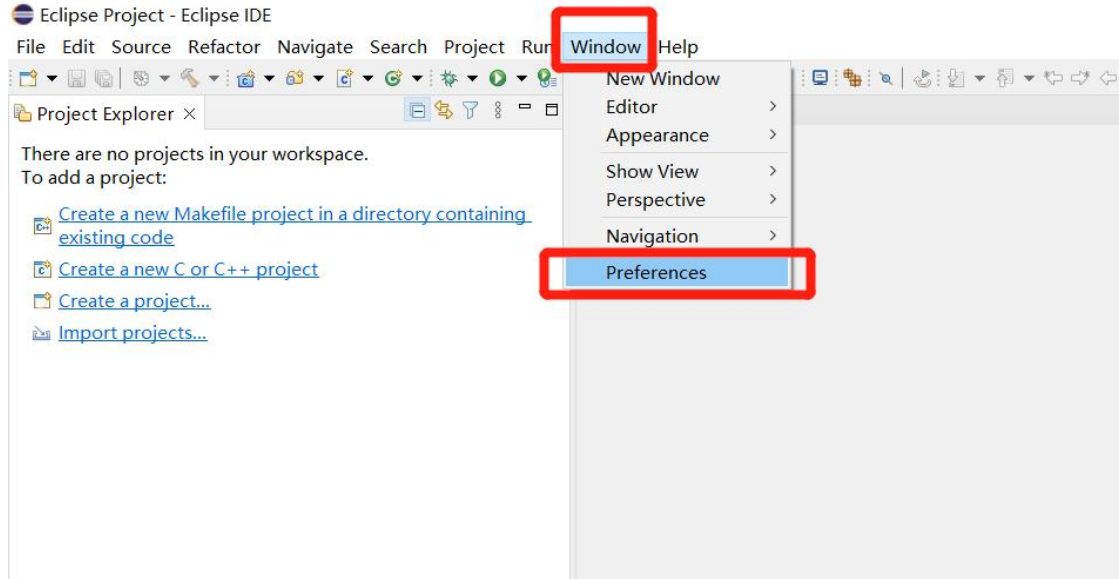 Eclipse Project - Eclipse IDE
File Edit Source Refactor Navigate Search Project Run Window Help
Project Explorer
There are no projects in your workspace.
To add a project:
Create a new Makefile project in a directory containing
existing code
Create a new C or C++ project
Create a project...
Import projects...
New Window
Editor
Appearance
Show View
Perspective
Navigation
Preferences